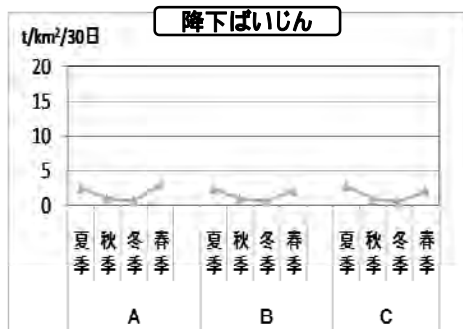 降下ばいじん
t/km²/30日
20
15
10
5
0
夏季 秋季 冬季 春季 夏季 秋季 冬季 春季 夏季 秋季 冬季 春季
A B C